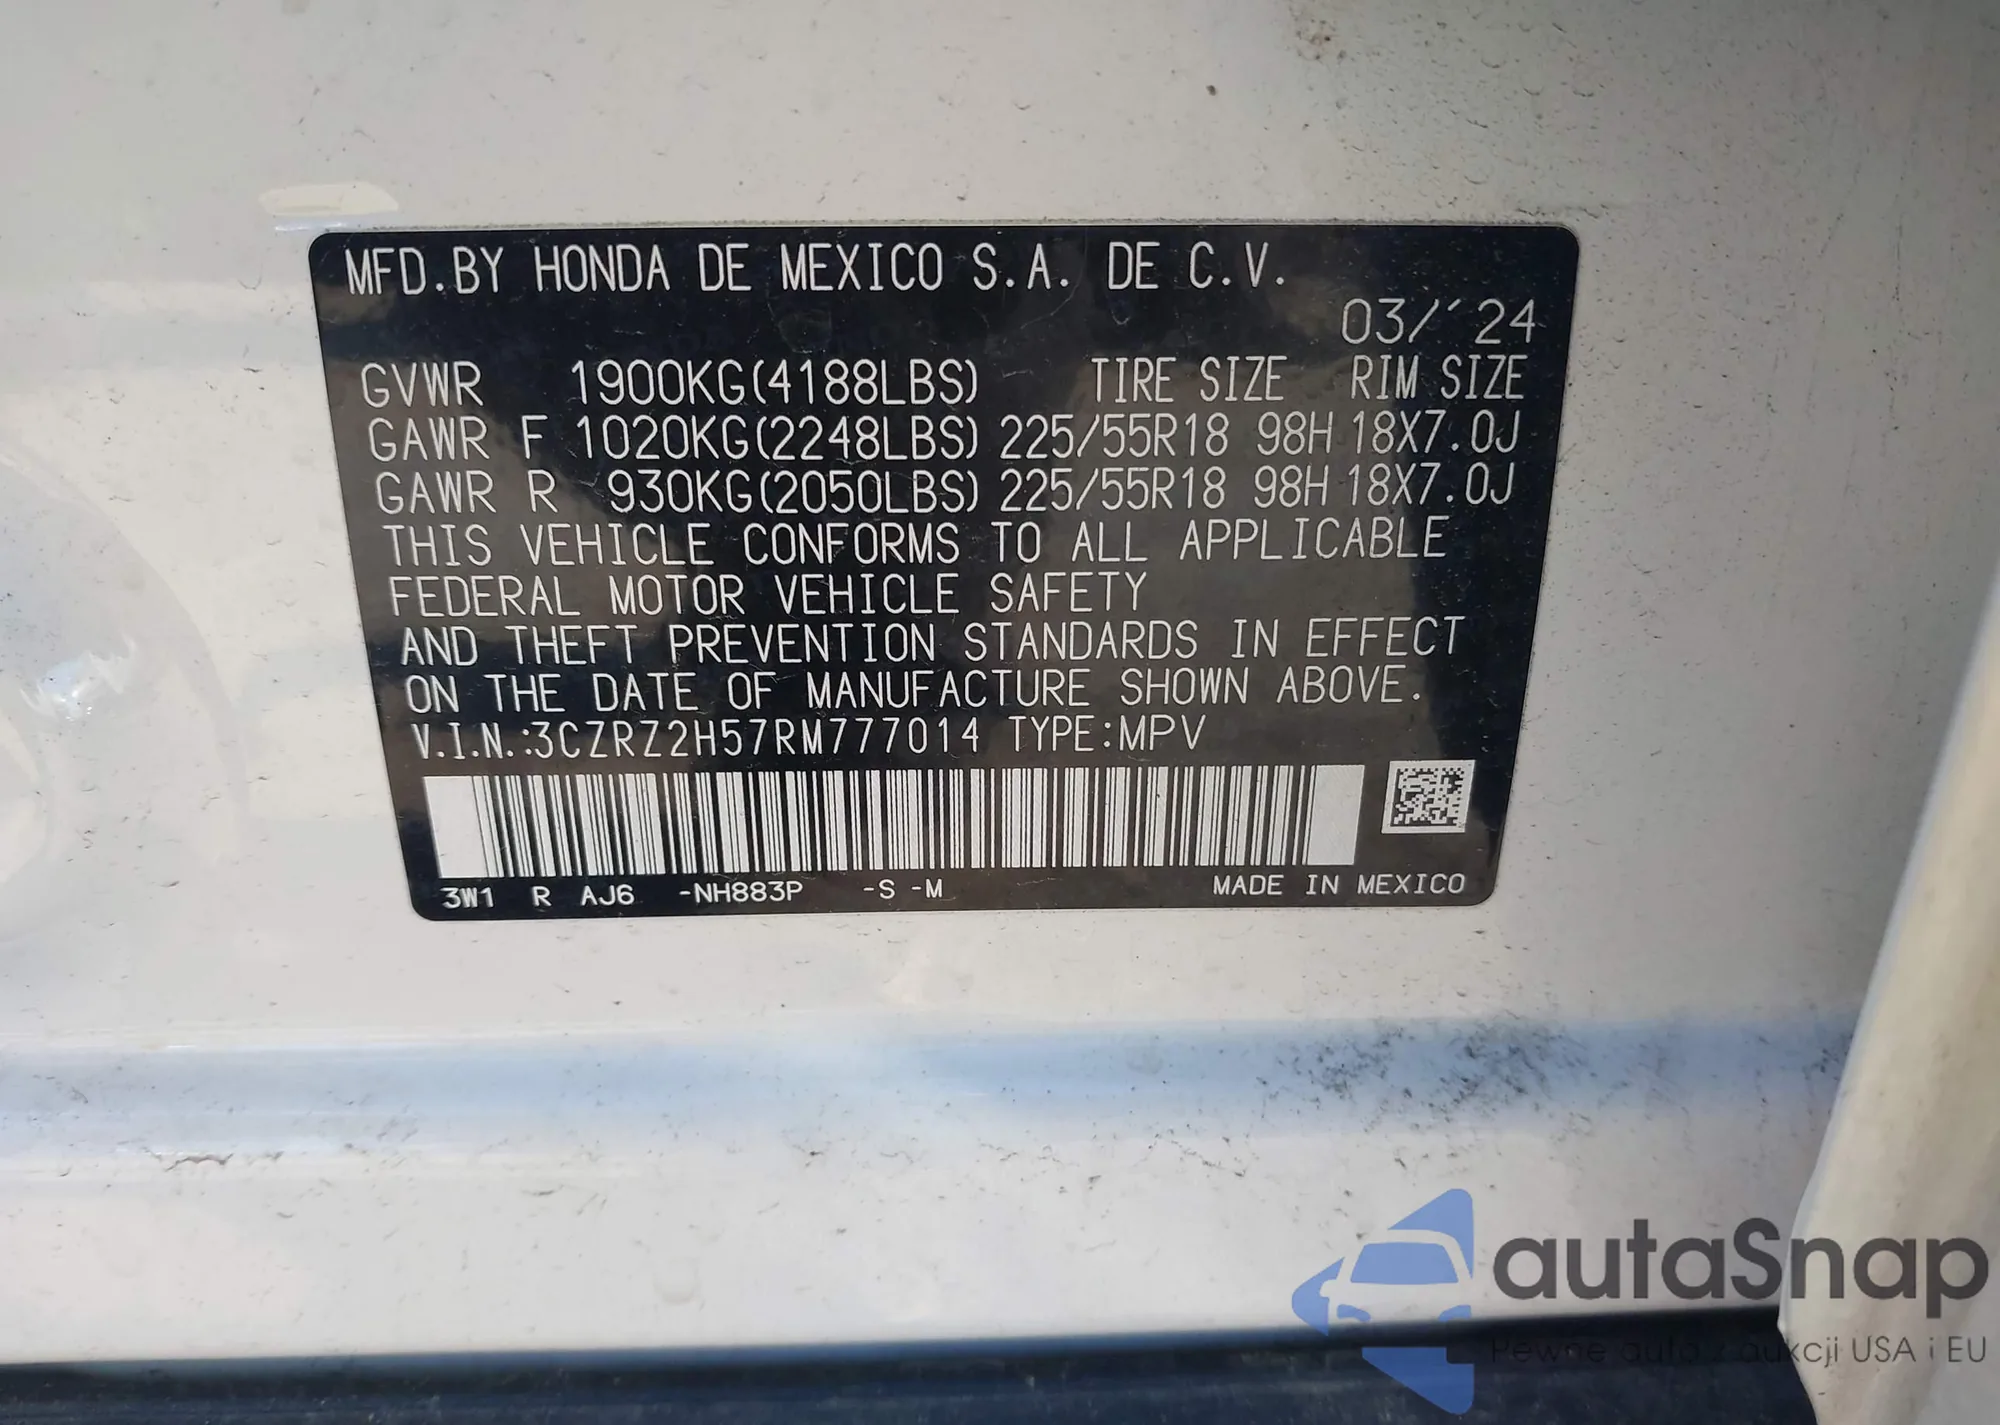 MFD.BY HONDA DE MEXICO S.A. DE C.V.
03/´24
GVWR 1900KG(4188LBS) TIRE SIZE RIM SIZE
GAWR F 1020KG(2248LBS) 225/55R18 98H 18X7.0J
GAWR R 930KG(2050LBS) 225/55R18 98H 18X7.0J
THIS VEHICLE CONFORMS TO ALL APPLICABLE
FEDERAL MOTOR VEHICLE SAFETY
AND THEFT PREVENTION STANDARDS IN EFFECT
ON THE DATE OF MANUFACTURE SHOWN ABOVE.
V.I.N.:3CZRZ2H57RM777014 TYPE:MPV
3W1 R AJ6 -NH883P -S -M MADE IN MEXICO
autaSnap
Pewne auta z aukcji USA i EU